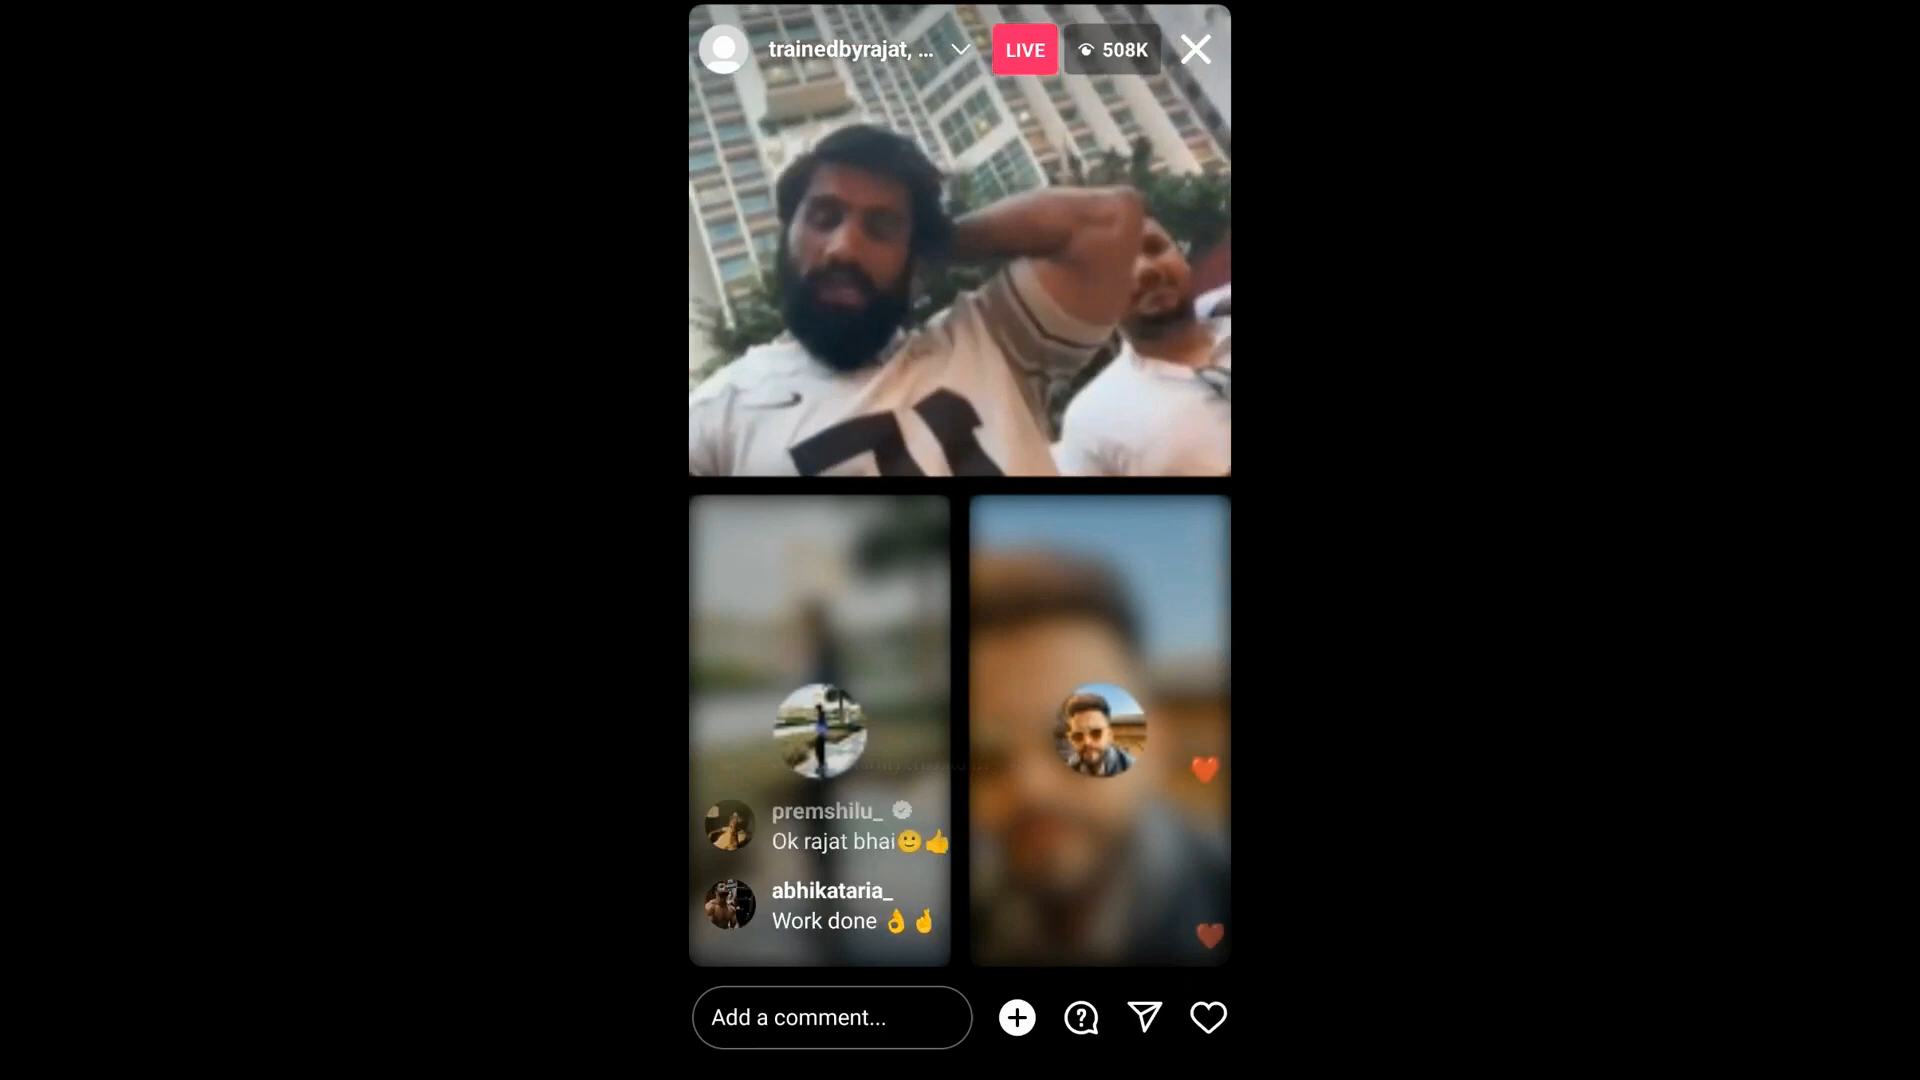 trainedbyrajat, ...
LIVE
508K
premshilu_
Ok rajat bhai🙂👍
abhikataria_
Work done 👌🤞
Add a comment...